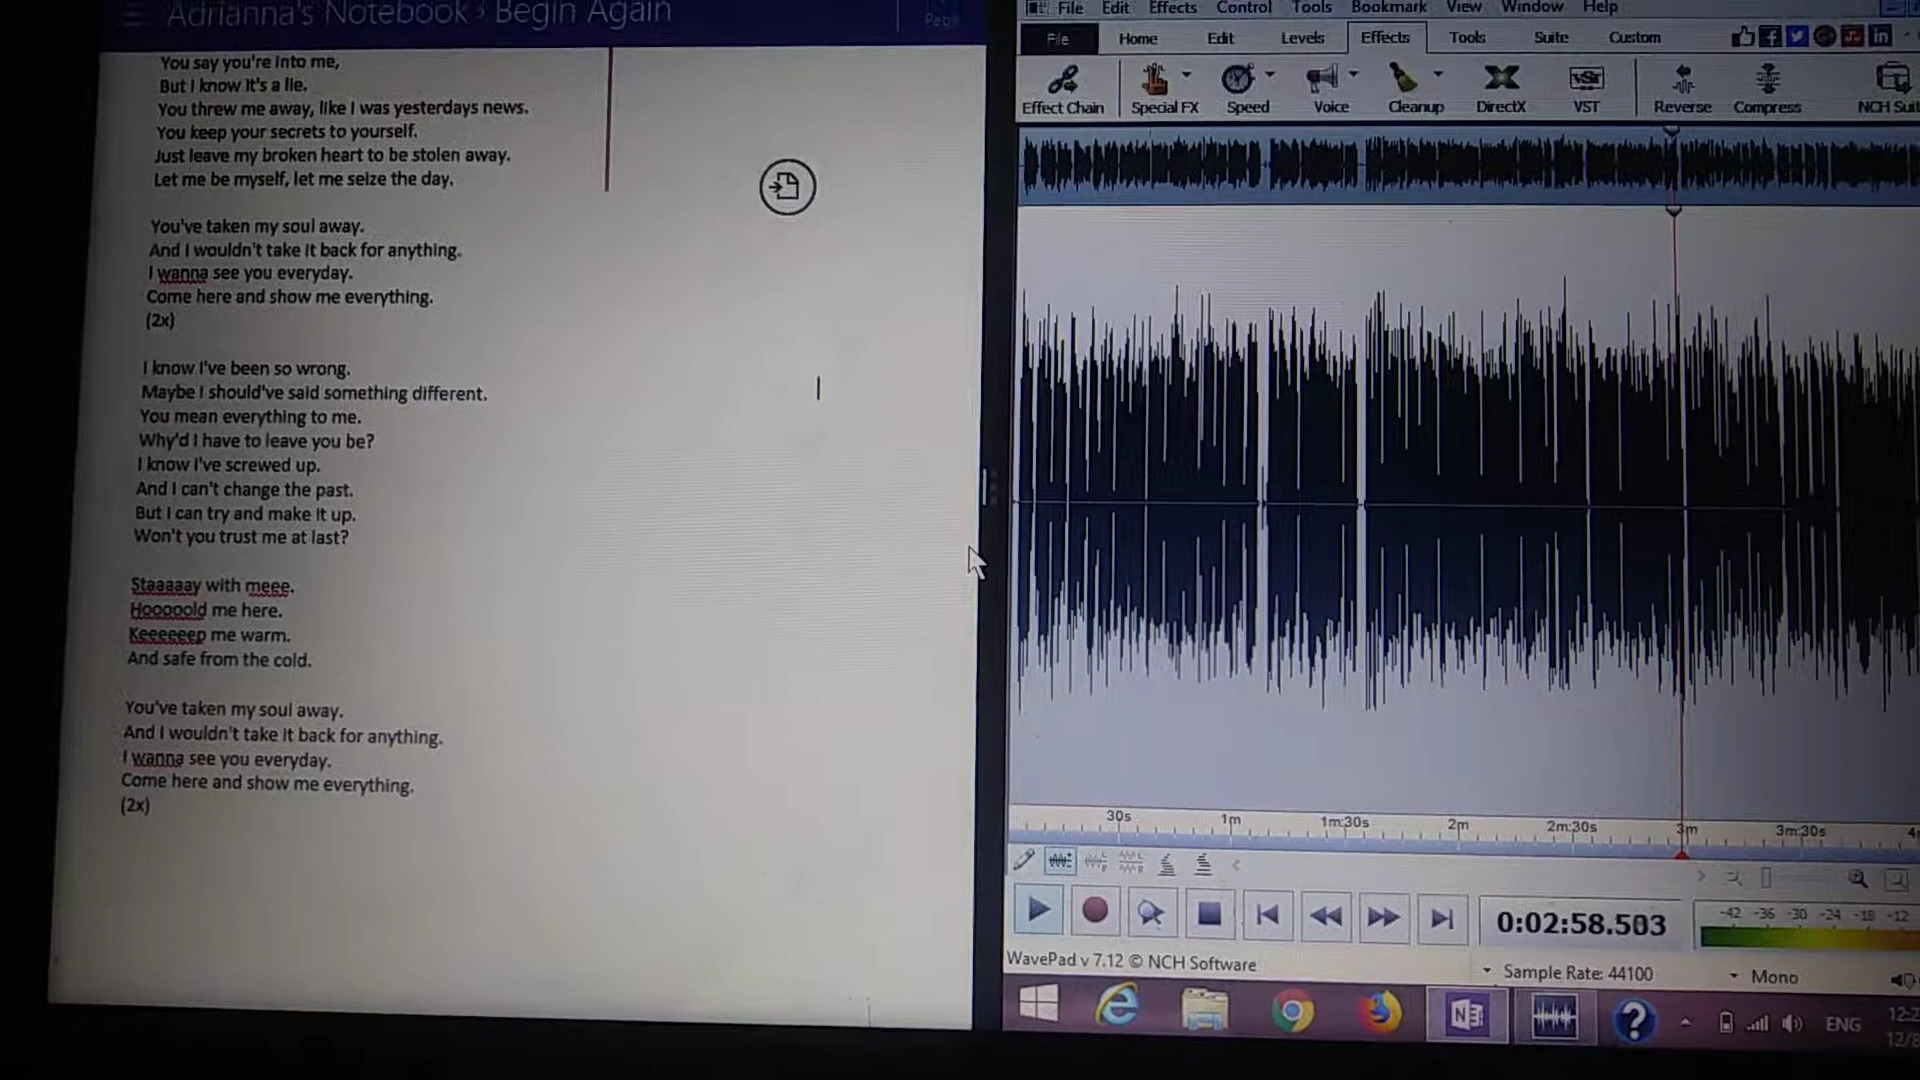 Adrianna's Notebook › Begin Again
Page
You say you're into me,
But I know it's a lie.
You threw me away, like I was yesterdays news.
You keep your secrets to yourself.
Just leave my broken heart to be stolen away.
Let me be myself, let me seize the day.
You've taken my soul away.
And I wouldn't take it back for anything.
I wanna see you everyday.
Come here and show me everything.
(2x)
I know I've been so wrong.
Maybe I should've said something different.
You mean everything to me.
Why'd I have to leave you be?
I know I've screwed up.
And I can't change the past.
But I can try and make it up.
Won't you trust me at last?
Staaaaay with meee.
Hooooold me here.
Keeeeeep me warm.
And safe from the cold.
You've taken my soul away.
And I wouldn't take it back for anything.
I wanna see you everyday.
Come here and show me everything.
(2x)
File Edit Effects Control Tools Bookmark View Window Help
File Home Edit Levels Effects Tools Suite Custom
Effect Chain Special FX Speed Voice Cleanup DirectX VST Reverse Compress NCH Suit
30s 1m 1m:30s 2m 2m:30s 3m 3m:30s 4
0:02:58.503
-42 -36 -30 -24 -18 -12
WavePad v 7.12 © NCH Software
Sample Rate: 44100
Mono
ENG
12:2
12/8